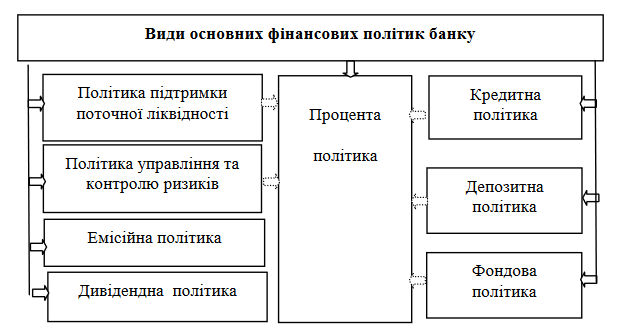 Види основних фінансових політик банку
Політика підтримки
поточної ліквідності
Політика управління та
контролю ризиків
Емісійна політика
Дивідендна політика
Процента
політика
Кредитна
політика
Депозитна
політика
Фондова
політика